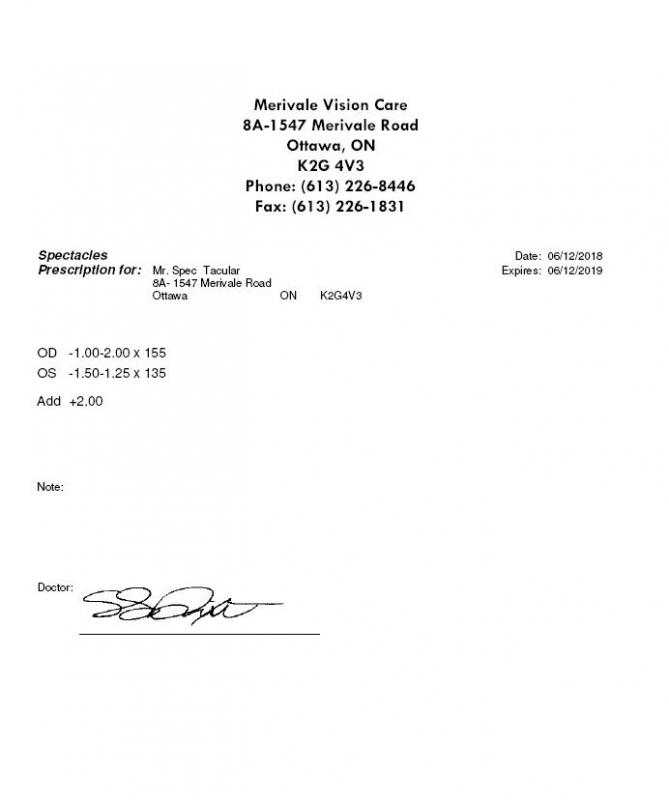 Merivale Vision Care
8A-1547 Merivale Road
Ottawa, ON
K2G 4V3
Phone: (613) 226-8446
Fax: (613) 226-1831
Spectacles
Prescription for: Mr. Spec Tacular
8A- 1547 Merivale Road
Ottawa ON K2G4V3
Date: 06/12/2018
Expires: 06/12/2019
OD -1.00-2.00 x 155
OS -1.50-1.25 x 135
Add +2.00
Note:
Doctor: